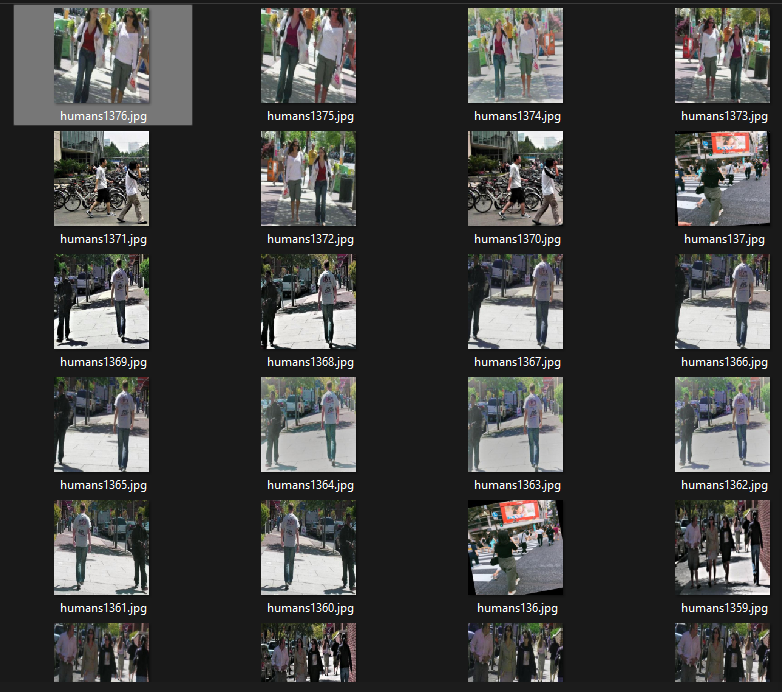 humans1376.jpg
humans1375.jpg
humans1374.jpg
humans1373.jpg
humans1371.jpg
humans1372.jpg
humans1370.jpg
humans137.jpg
humans1369.jpg
humans1368.jpg
humans1367.jpg
humans1366.jpg
humans1365.jpg
humans1364.jpg
humans1363.jpg
humans1362.jpg
humans1361.jpg
humans1360.jpg
humans136.jpg
humans1359.jpg